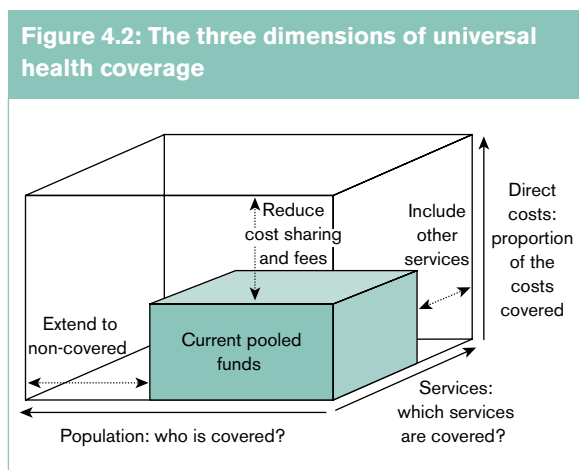 Figure 4.2: The three dimensions of universal
health coverage
Reduce
cost sharing
and fees
Include
other
services
Direct
costs:
proportion
of the
costs
covered
Extend to
non-covered
Current pooled
funds
Services:
which services
are covered?
Population: who is covered?